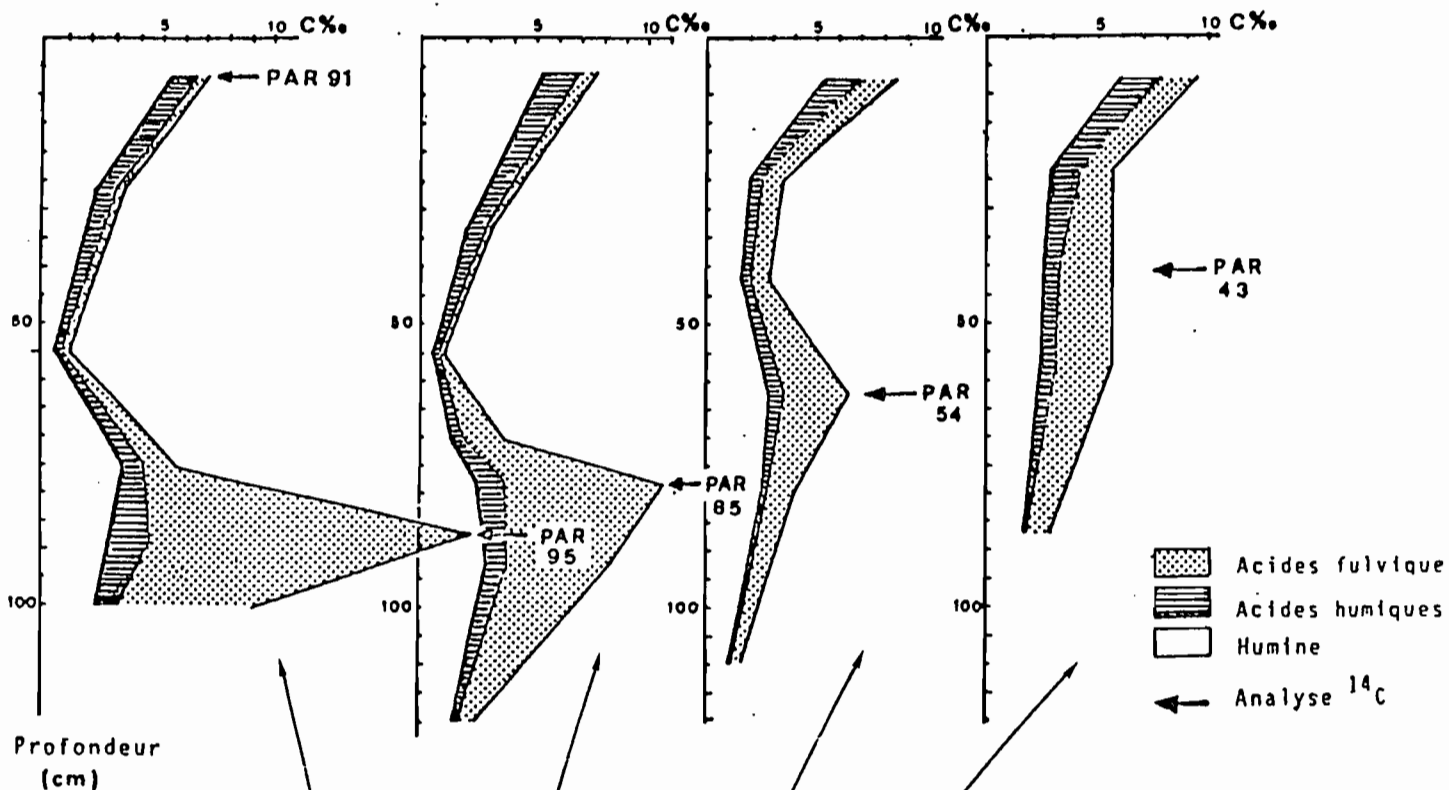 5 10 C‰
5 10 C‰
5 10 C‰
5 10 C‰
PAR 91
PAR
43
50
50
50
50
PAR
54
PAR
85
PAR
95
100
100
100
100
Acides fulvique
Acides humiques
Humine
Analyse 14C
Profondeur
(cm)